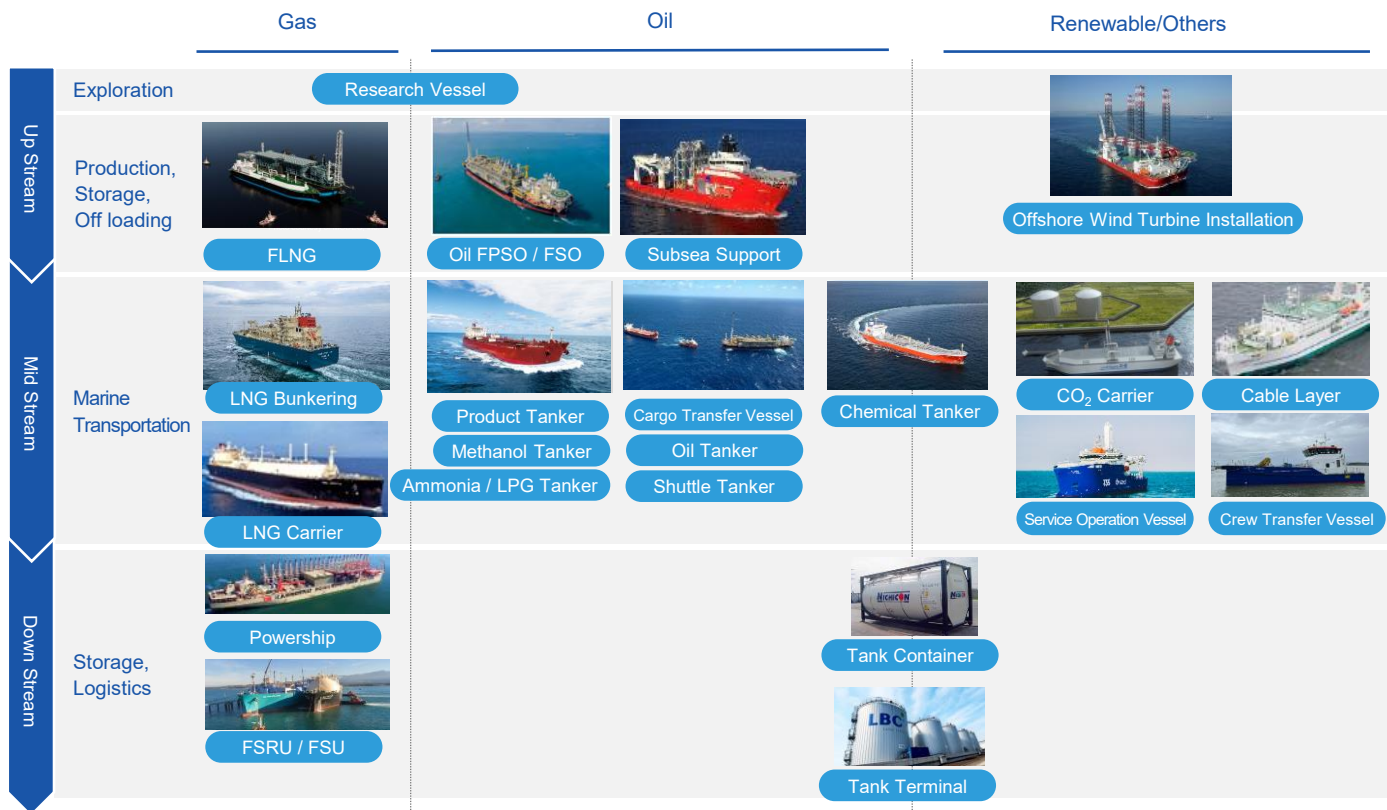 Gas
Oil
Renewable/Others
Up Stream
Exploration
Research Vessel
Production,
Storage,
Off loading
FLNG
Oil FPSO / FSO
Subsea Support
Offshore Wind Turbine Installation
Mid Stream
Marine
Transportation
LNG Bunkering
LNG Carrier
Product Tanker
Methanol Tanker
Ammonia / LPG Tanker
Cargo Transfer Vessel
Oil Tanker
Shuttle Tanker
Chemical Tanker
CO₂ Carrier
Cable Layer
Service Operation Vessel
Crew Transfer Vessel
Down Stream
Storage,
Logistics
Powership
FSRU / FSU
NICHICON
Tank Container
LBC
Tank Terminal